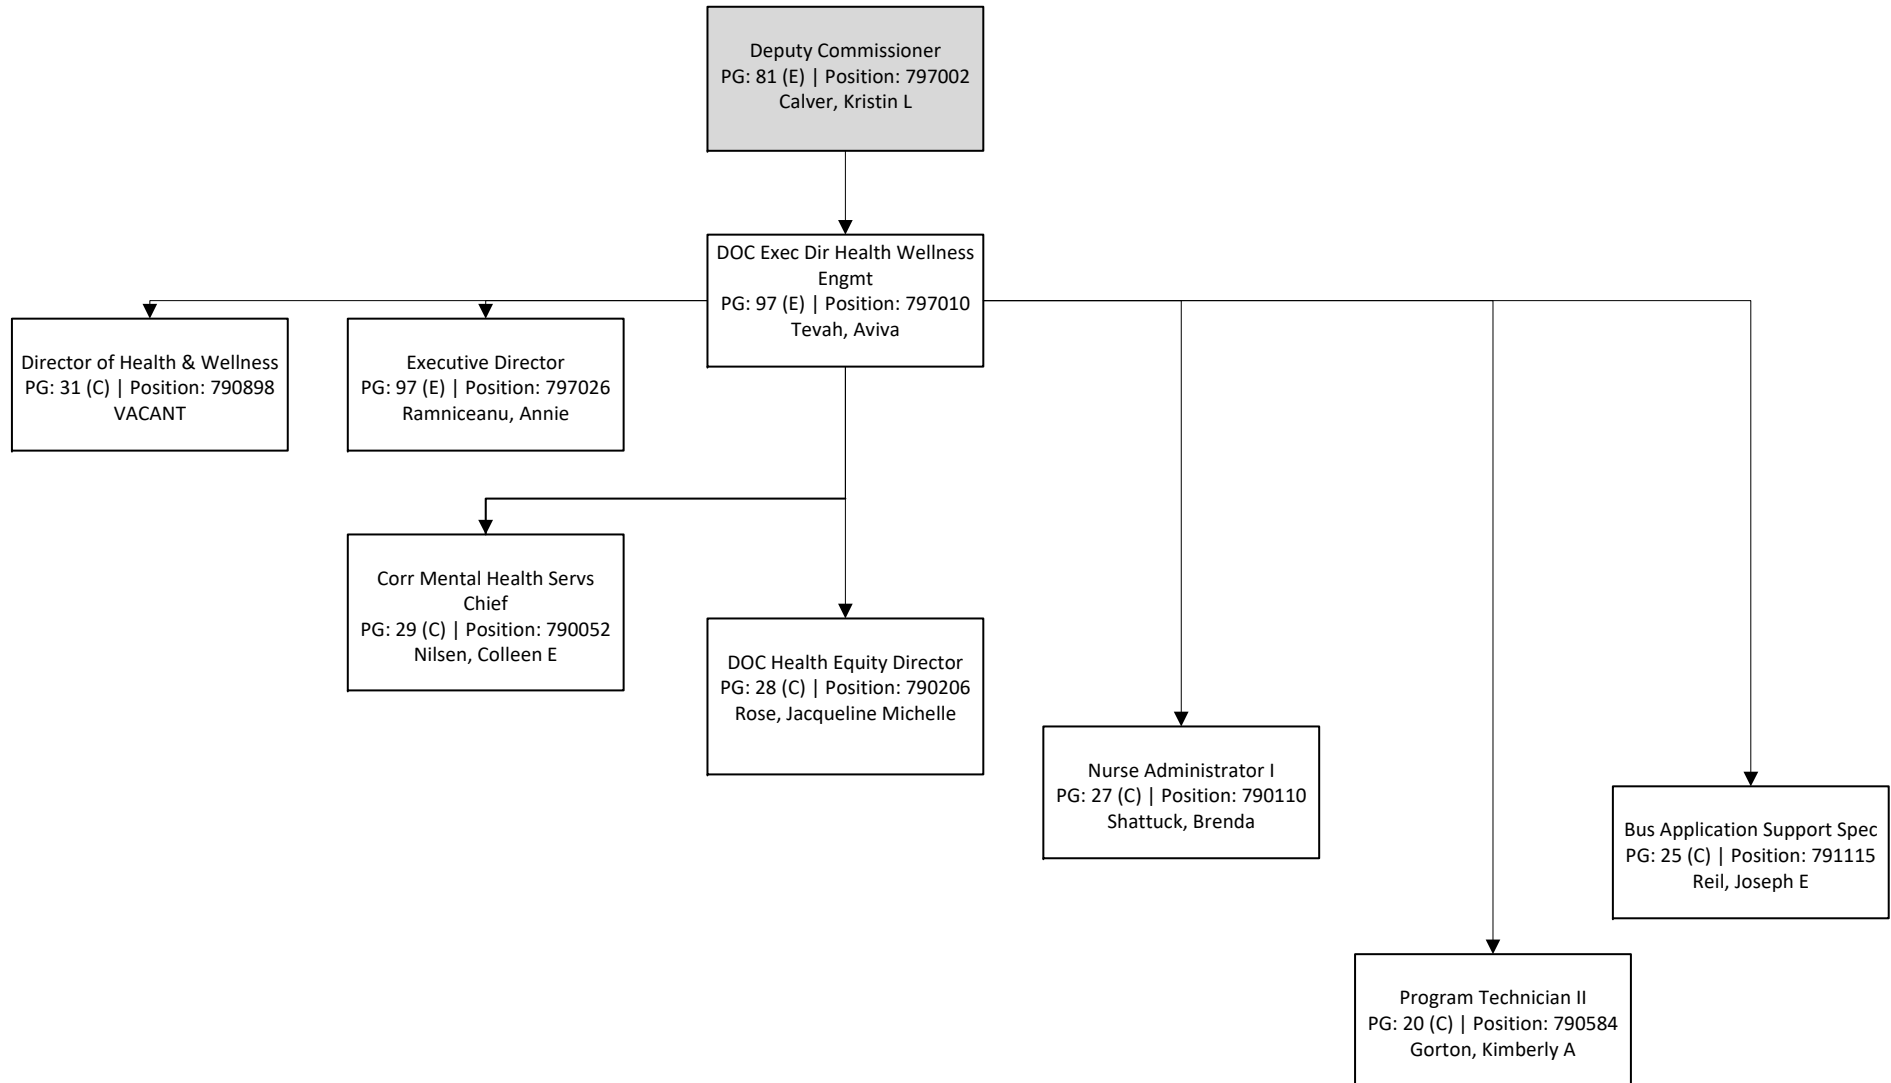 Deputy Commissioner
PG: 81 (E) | Position: 797002
Calver, Kristin L
DOC Exec Dir Health Wellness
Engmt
PG: 97 (E) | Position: 797010
Tevah, Aviva
Director of Health & Wellness
PG: 31 (C) | Position: 790898
VACANT
Executive Director
PG: 97 (E) | Position: 797026
Ramniceanu, Annie
Corr Mental Health Servs
Chief
PG: 29 (C) | Position: 790052
Nilsen, Colleen E
DOC Health Equity Director
PG: 28 (C) | Position: 790206
Rose, Jacqueline Michelle
Nurse Administrator I
PG: 27 (C) | Position: 790110
Shattuck, Brenda
Bus Application Support Spec
PG: 25 (C) | Position: 791115
Reil, Joseph E
Program Technician II
PG: 20 (C) | Position: 790584
Gorton, Kimberly A